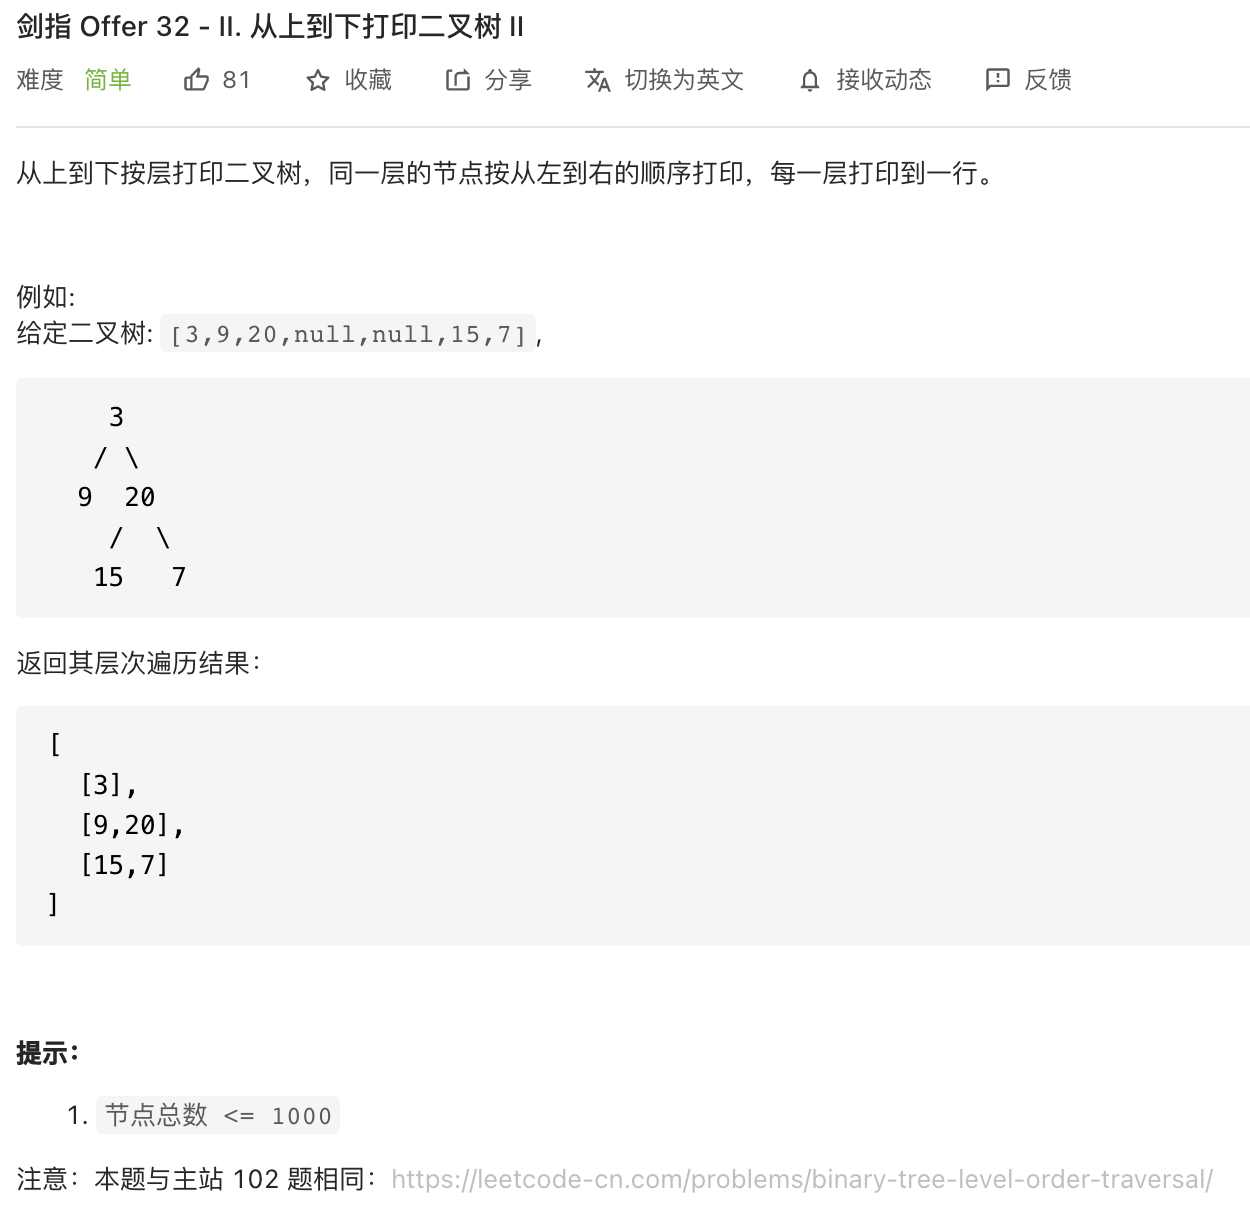 剑指 Offer 32 - II. 从上到下打印二叉树 II
难度 简单 81 收藏 分享 切换为英文 接收动态 反馈
从上到下按层打印二叉树，同一层的节点按从左到右的顺序打印，每一层打印到一行。
例如:
给定二叉树: [3,9,20,null,null,15,7],
3
/ \
9 20
/ \
15 7
返回其层次遍历结果：
[
[3],
[9,20],
[15,7]
]
提示：
1. 节点总数 <= 1000
注意：本题与主站 102 题相同：https://leetcode-cn.com/problems/binary-tree-level-order-traversal/